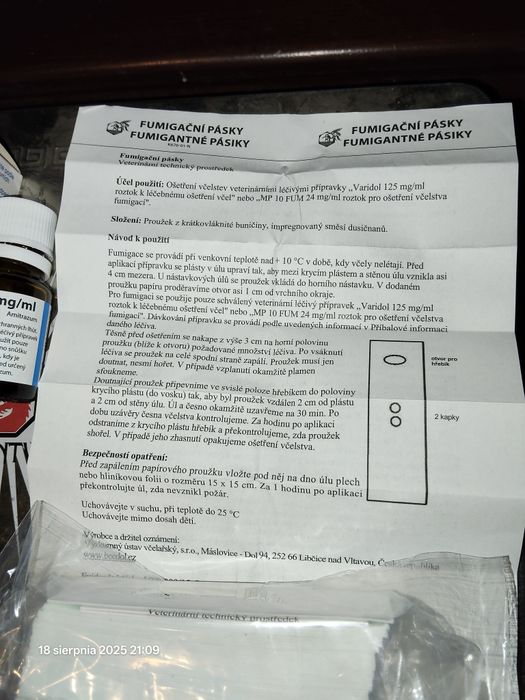 FUMIGAČNÍ PÁSKY
FUMIGANTNÉ PÁSIKY
FUMIGAČNÍ PÁSKY
FUMIGANTNÉ PÁSIKY
Fumigační pásky
Veterinární technický prostředek
Účel použití: Ošetření včelstev veterinárními léčivými přípravky „Varidol 125 mg/ml
roztok k léčebnému ošetření včel" nebo „MP 10 FUM 24 mg/ml roztok pro ošetření včelstva
fumigací".
Složení: Proužek z krátkovláknité buničiny, impregnovaný směsí dusičnanů.
Návod k použití
Fumigace se provádí při venkovní teplotě nad + 10 °C v době, kdy včely nelétají. Před
aplikací přípravku se plásty v úlu upraví tak, aby mezi krycím plástem a stěnou úlu vznikla asi
4 cm mezera. U nástavkových úlů se proužek vkládá do horního nástavku. V dodaném
proužku papíru proděravíme otvor asi 1 cm od vrchního okraje.
Pro fumigaci se použije pouze schválený veterinární léčivý přípravek „Varidol 125 mg/ml
roztok k léčebnému ošetření včel" nebo „MP 10 FUM 24 mg/ml roztok pro ošetření včelstva
fumigací". Dávkování přípravku se provádí podle uvedených informací v Příbalové informaci
daného léčiva.
Těsně před ošetřením se nakape z výše 3 cm na horní polovinu
proužku (blíže k otvoru) požadované množství léčiva. Po vsáknutí
léčiva se proužek na celé spodní straně zapálí. Proužek musí jen
doutnat, nesmí hořet. V případě vzplanutí okamžitě plamen
sfoukneme.
Doutnající proužek připevníme ve svislé poloze hřebíkem do poloviny
krycího plástu (do vosku) tak, aby byl proužek vzdálen 2 cm od plástu
a 2 cm od stěny úlu. Úl a česno okamžitě uzavřeme na 30 min. Po
dobu uzávěry česna včelstva kontrolujeme. Za hodinu po aplikaci
odstraníme z krycího plástu hřebík a překontrolujeme, zda proužek
shořel. V případě jeho zhasnutí opakujeme ošetření včelstva.
otvor pro
hřebík
2 kapky
Bezpečností opatření:
Před zapálením papírového proužku vložte pod něj na dno úlu plech
nebo hliníkovou folii o rozměru 15 x 15 cm. Za 1 hodinu po aplikaci
překontrolujte úl, zda nevznikl požár.
Uchovávejte v suchu, při teplotě do 25 °C
Uchovávejte mimo dosah dětí.
Výrobce a držitel oznámení:
Výzkumný ústav včelařský, s.r.o., Máslovice - Dol 94, 252 66 Libčice nad Vltavou, Česká republika
www.beedol.cz
Veterinární technický prostředek
mg/ml
Amitrazum
18 sierpnia 2025 21:09